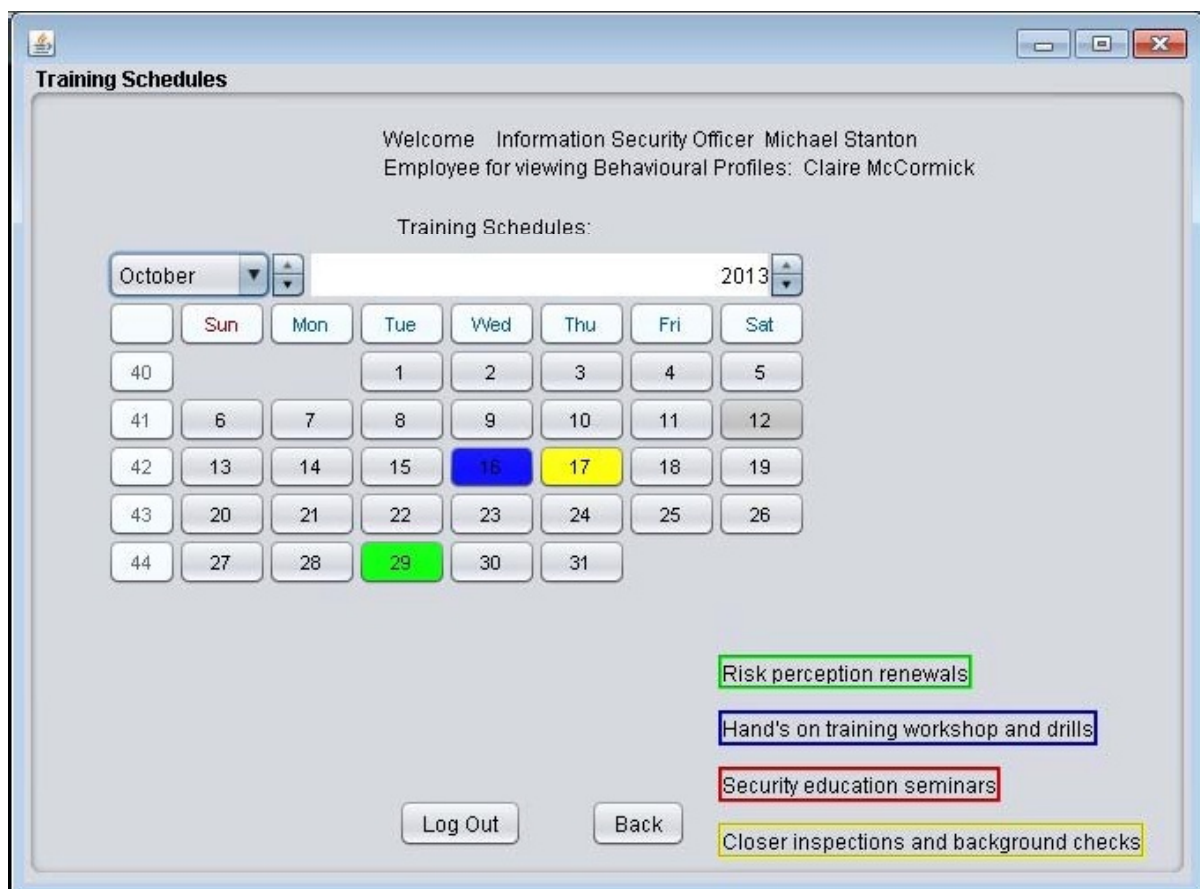 Training Schedules
Welcome Information Security Officer Michael Stanton
Employee for viewing Behavioural Profiles: Claire McCormick
Training Schedules:
October 2013
Sun Mon Tue Wed Thu Fri Sat
40 1 2 3 4 5
41 6 7 8 9 10 11 12
42 13 14 15 16 17 18 19
43 20 21 22 23 24 25 26
44 27 28 29 30 31
Risk perception renewals
Hand's on training workshop and drills
Security education seminars
Log Out Back
Closer inspections and background checks